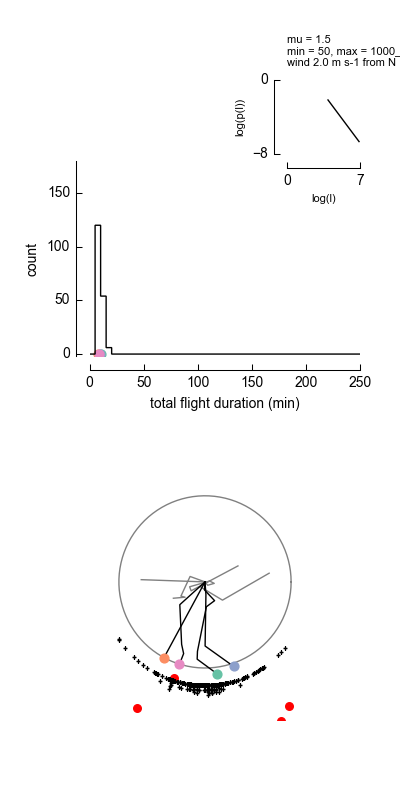 mu = 1.5
min = 50, max = 1000_
wind 2.0 m s-1 from N
0
log(p(l))
−8
0 7
log(l)
150
100
50
0
count
0 50 100 150 200 250
total flight duration (min)